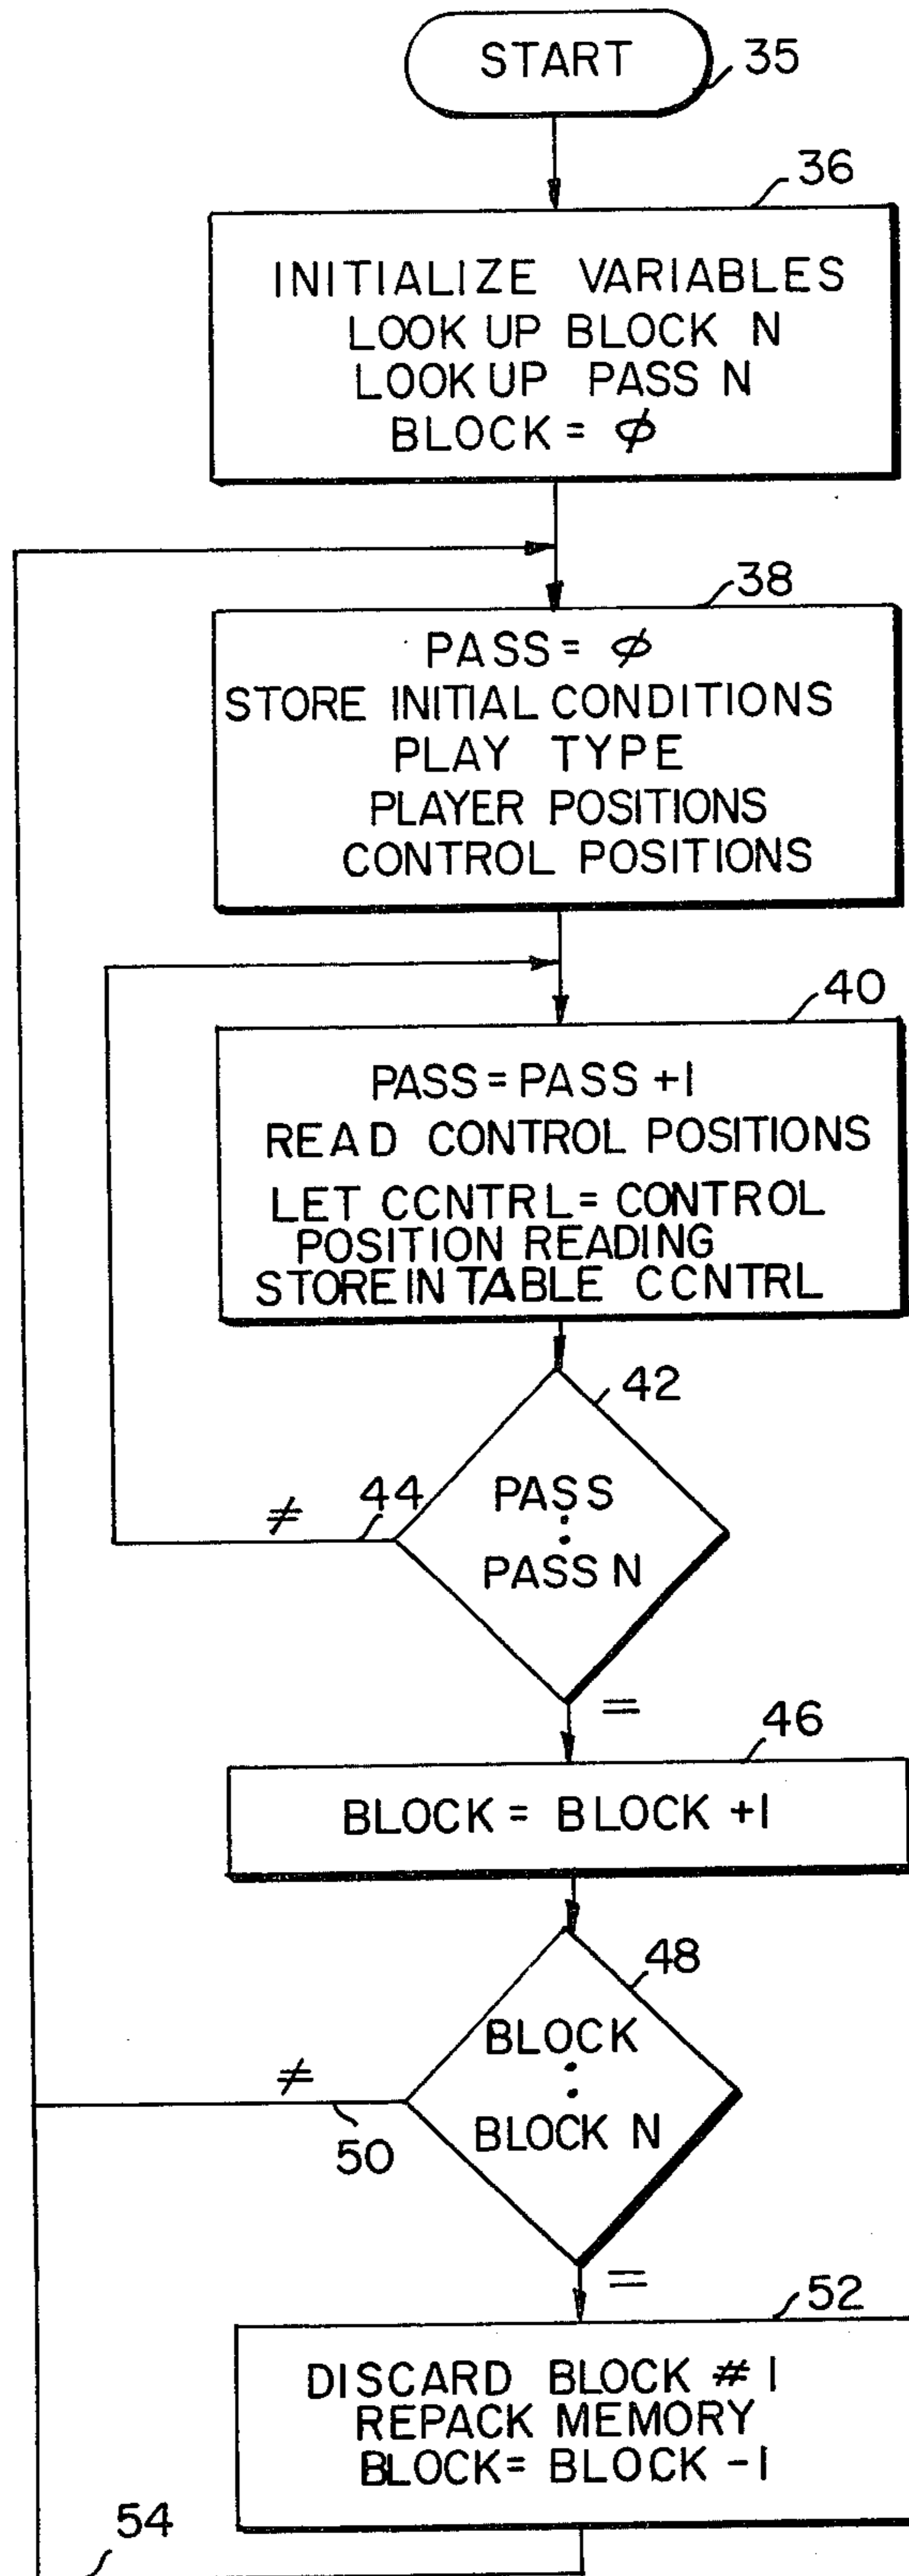 START
35
36
INITIALIZE VARIABLES
LOOK UP BLOCK N
LOOK UP PASS N
BLOCK = ϕ
38
PASS = ϕ
STORE INITIAL CONDITIONS
PLAY TYPE
PLAYER POSITIONS
CONTROL POSITIONS
40
PASS = PASS +1
READ CONTROL POSITIONS
LET CCNTRL = CONTROL
POSITION READING
STORE IN TABLE CCNTRL
42
PASS
:
PASS N
≠
44
=
46
BLOCK = BLOCK +1
48
BLOCK
:
BLOCK N
≠
50
=
52
DISCARD BLOCK # 1
REPACK MEMORY
BLOCK = BLOCK -1
54